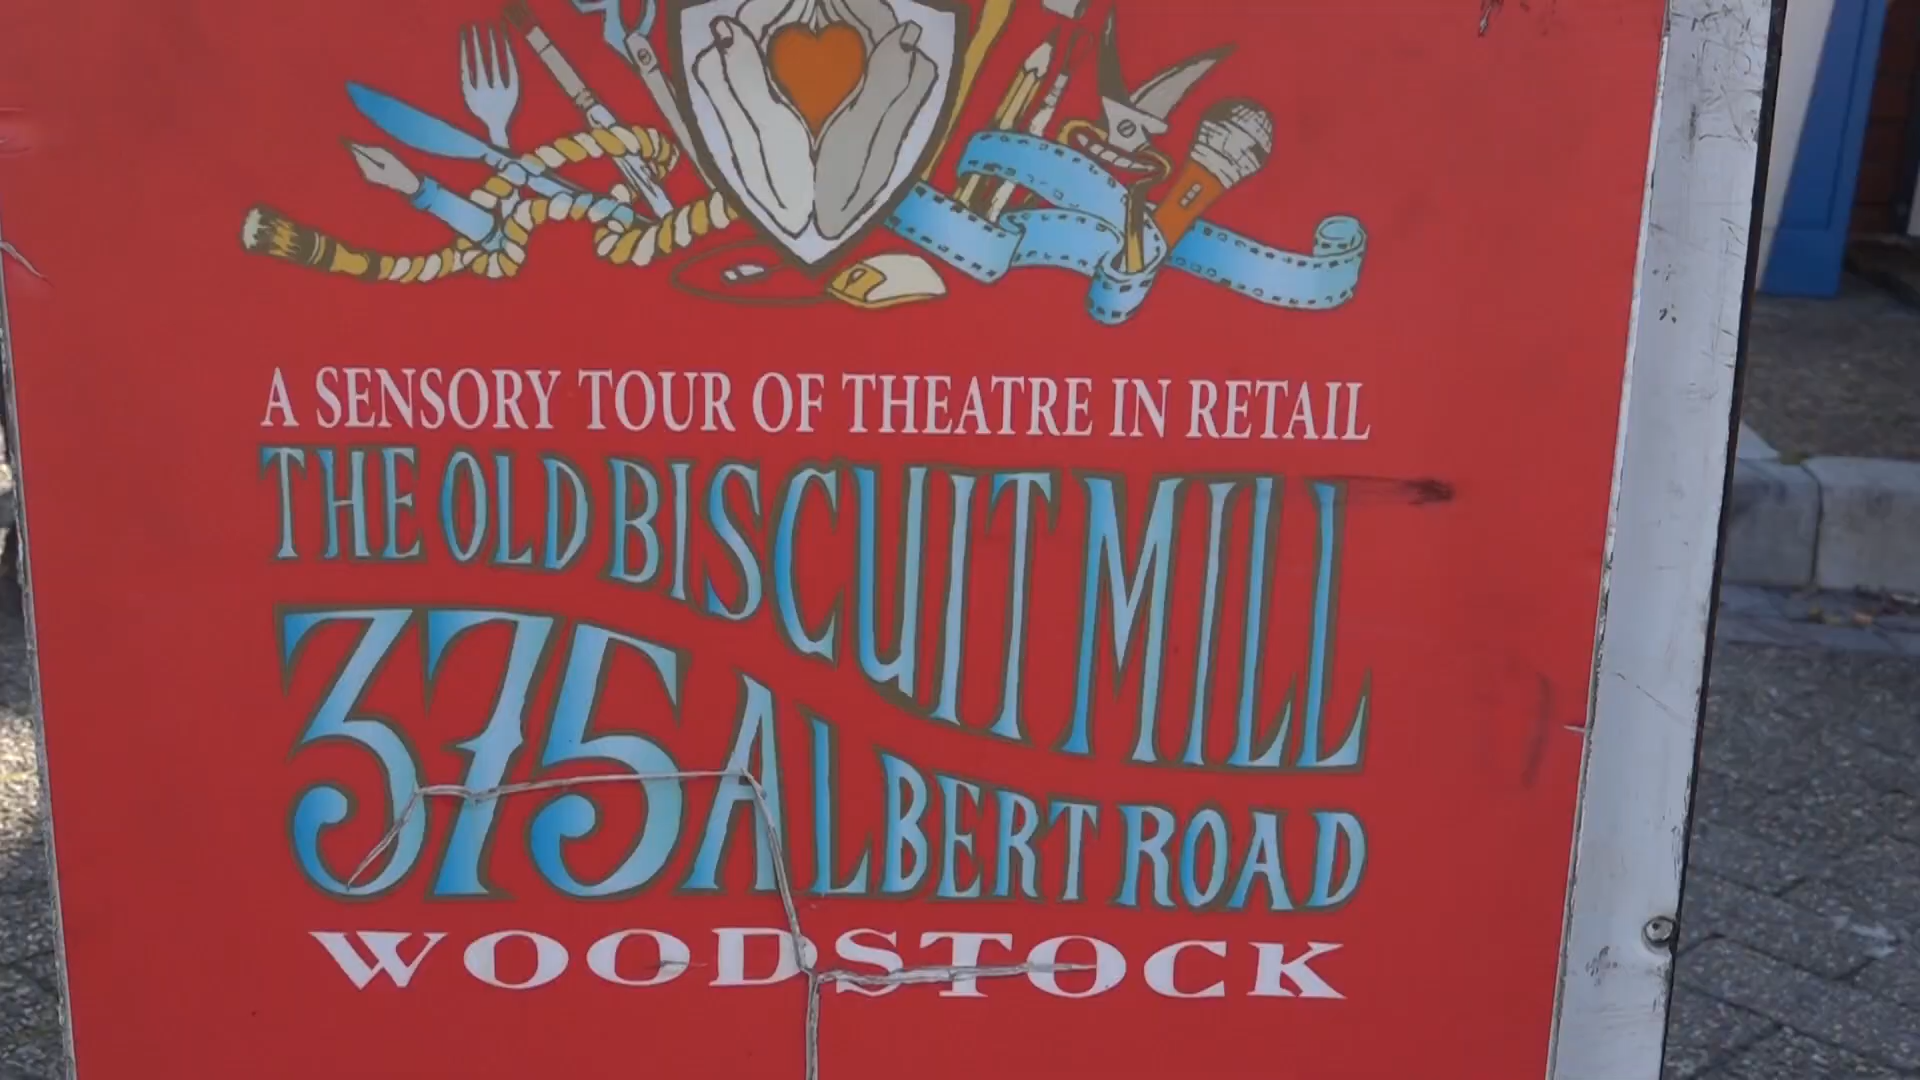 A SENSORY TOUR OF THEATRE IN RETAIL
THE OLD BISCUIT MILL
375 ALBERT ROAD
WOODSTOCK